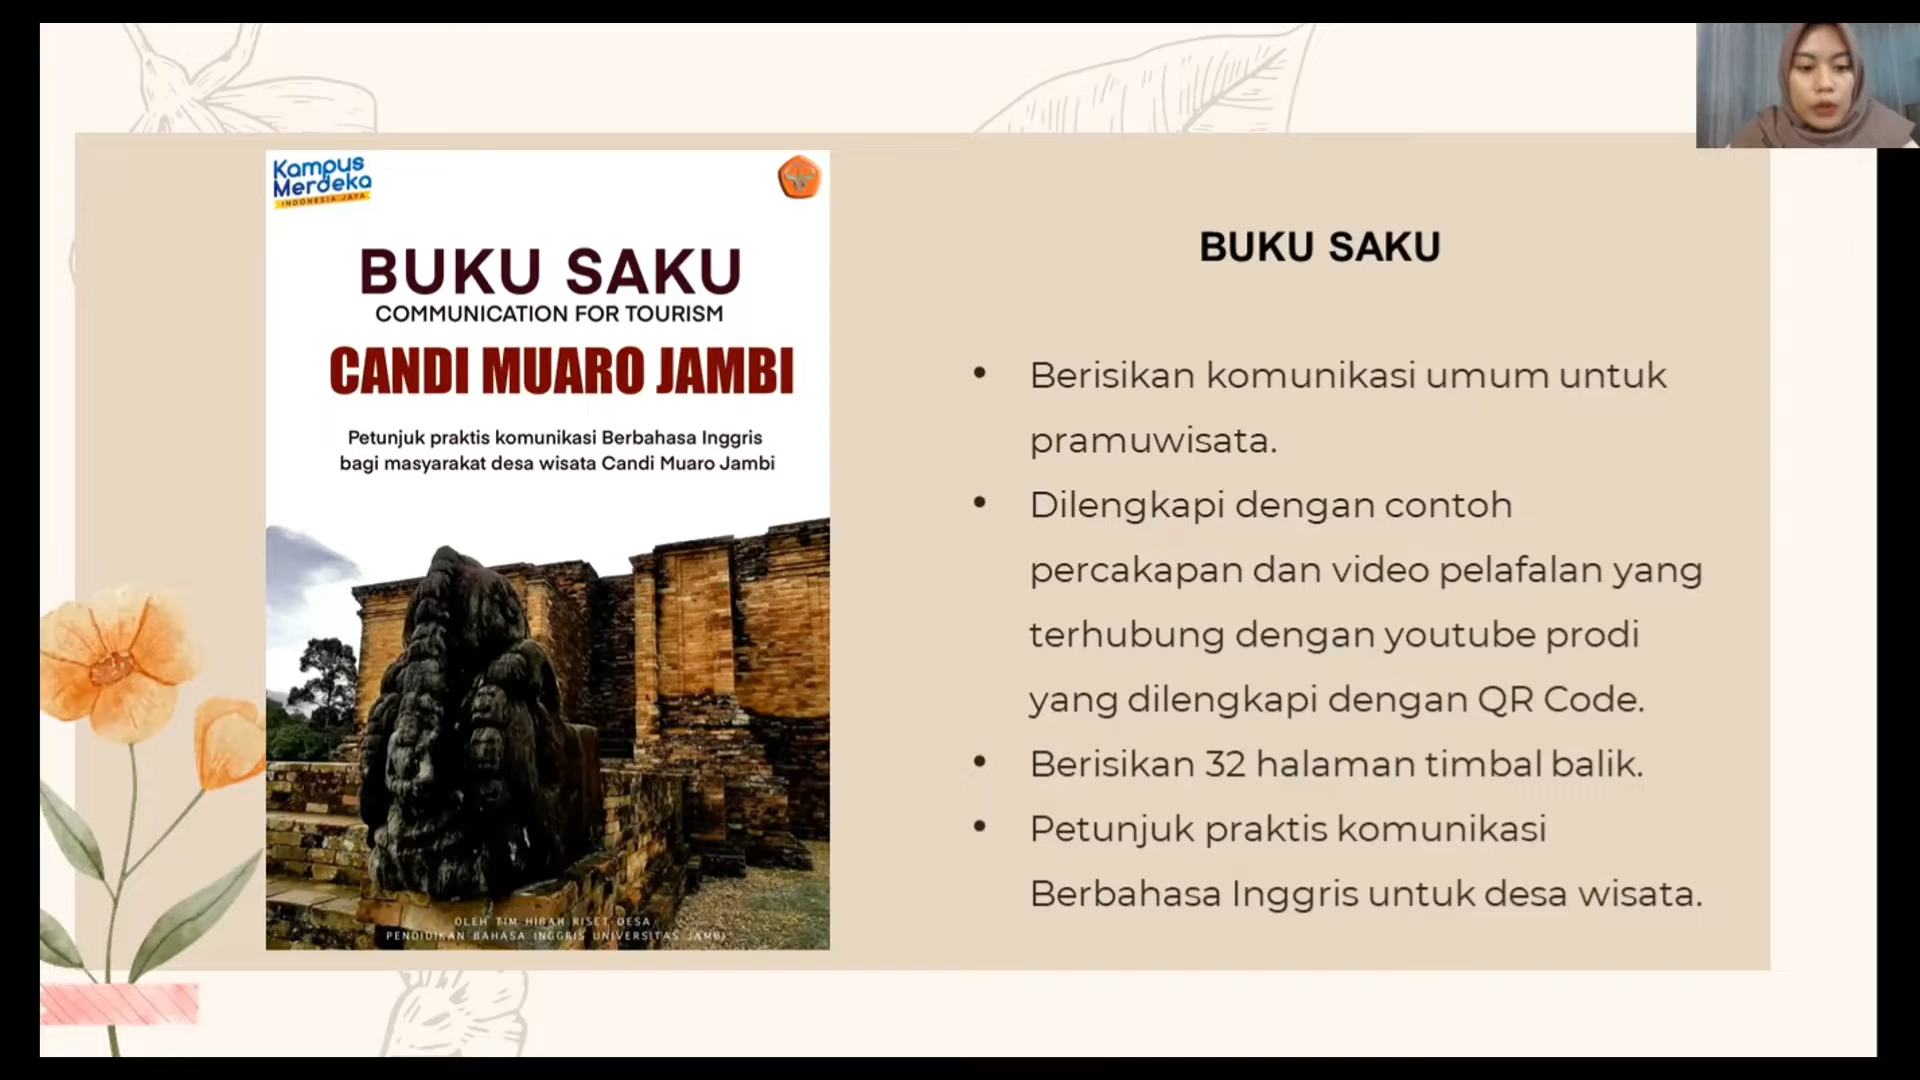 Kampus
Merdeka
INDONESIA JAYA
BUKU SAKU
COMMUNICATION FOR TOURISM
CANDI MUARO JAMBI
Petunjuk praktis komunikasi Berbahasa Inggris
bagi masyarakat desa wisata Candi Muaro Jambi
OLEH TIM HIBAH RISET DESA
PENDIDIKAN BAHASA INGGRIS UNIVERSITAS JAMBI
BUKU SAKU
• Berisikan komunikasi umum untuk
pramuwisata.
• Dilengkapi dengan contoh
percakapan dan video pelafalan yang
terhubung dengan youtube prodi
yang dilengkapi dengan QR Code.
• Berisikan 32 halaman timbal balik.
• Petunjuk praktis komunikasi
Berbahasa Inggris untuk desa wisata.